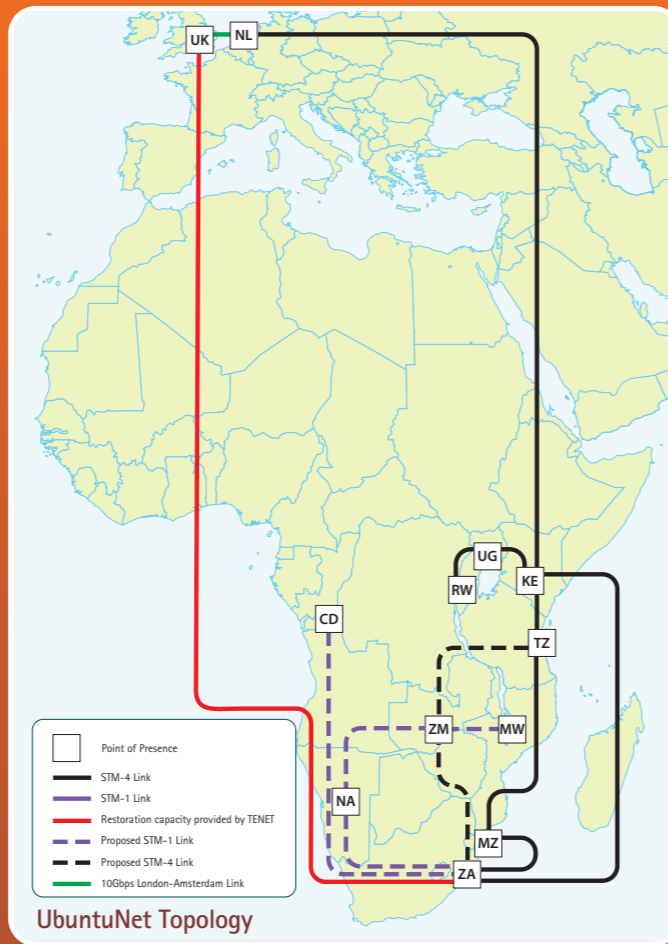 UK
NL
UG
KE
RW
CD
TZ
ZM
MW
NA
MZ
ZA
Point of Presence
STM-4 Link
STM-1 Link
Restoration capacity provided by TENET
Proposed STM-1 Link
Proposed STM-4 Link
10Gbps London-Amsterdam Link
UbuntuNet Topology